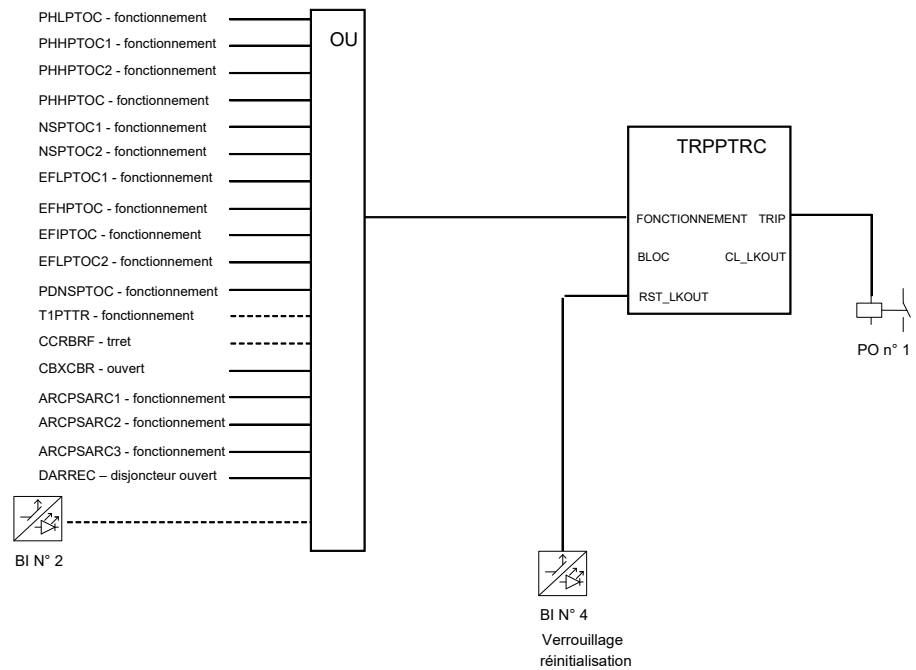 PHLPTOC - fonctionnement
PHHPTOC1 - fonctionnement
PHHPTOC2 - fonctionnement
PHHPTOC - fonctionnement
NSPTOC1 - fonctionnement
NSPTOC2 - fonctionnement
EFLPTOC1 - fonctionnement
EFHPTOC - fonctionnement
EFIPTOC - fonctionnement
EFLPTOC2 - fonctionnement
PDNSPTOC - fonctionnement
T1PTTR - fonctionnement
CCRBRF - trret
CBXCBR - ouvert
ARCPSARC1 - fonctionnement
ARCPSARC2 - fonctionnement
ARCPSARC3 - fonctionnement
DARREC – disjoncteur ouvert
BI N° 2
OU
TRPPTRC
FONCTIONNEMENT TRIP
BLOC CL_LKOUT
RST_LKOUT
PO n° 1
BI N° 4
Verrouillage
réinitialisation